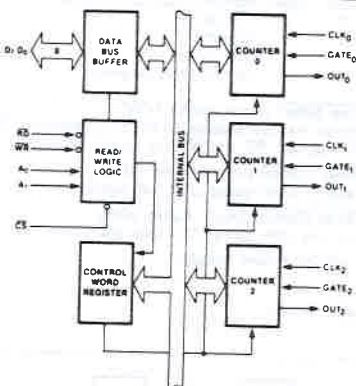 D7 D0
8
DATA
BUS
BUFFER
RD
WR
A0
A1
CS
READ/
WRITE
LOGIC
CONTROL
WORD
REGISTER
INTERNAL BUS
COUNTER
0
CLK0
GATE0
OUT0
COUNTER
1
CLK1
GATE1
OUT1
COUNTER
2
CLK2
GATE2
OUT2